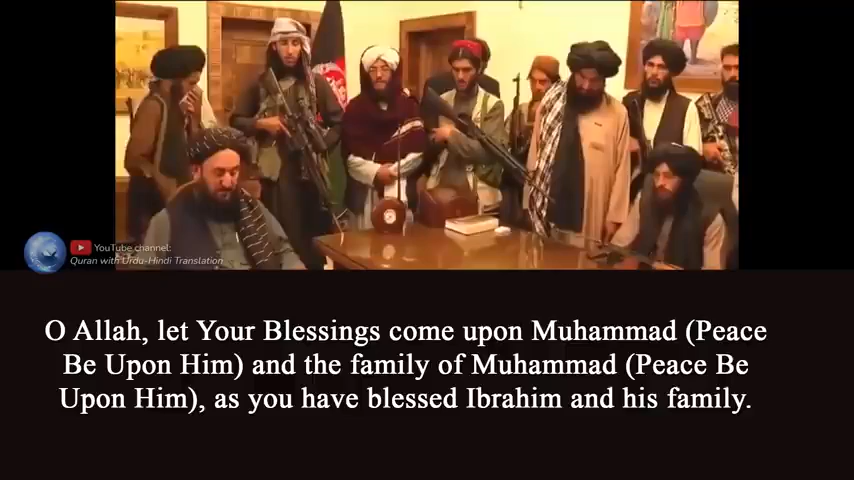 YouTube channel:
Quran with Urdu-Hindi Translation
O Allah, let Your Blessings come upon Muhammad (Peace
Be Upon Him) and the family of Muhammad (Peace Be
Upon Him), as you have blessed Ibrahim and his family.